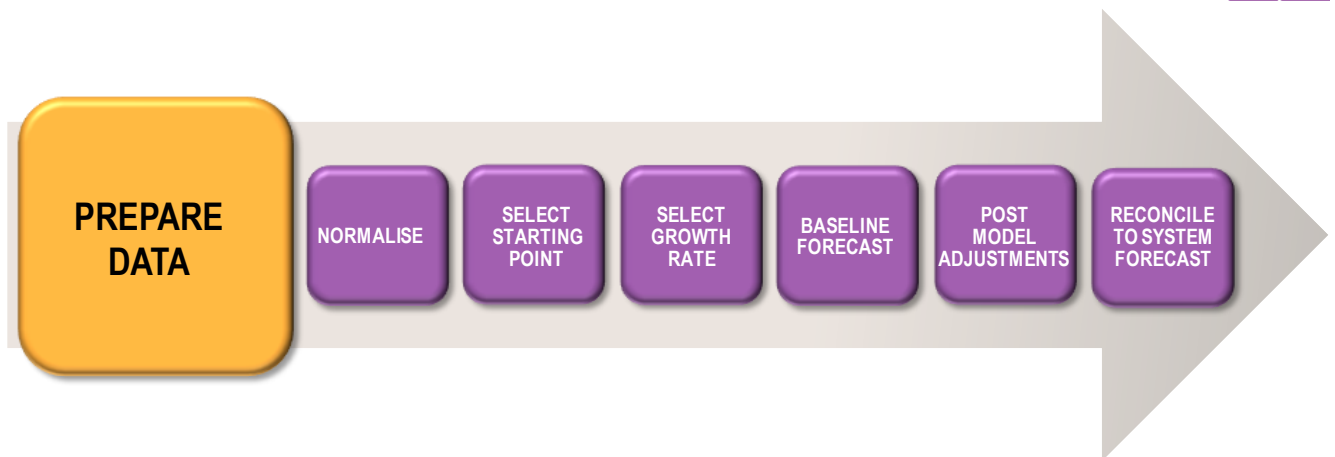 PREPARE
DATA
NORMALISE
SELECT
STARTING
POINT
SELECT
GROWTH
RATE
BASELINE
FORECAST
POST
MODEL
ADJUSTMENTS
RECONCILE
TO SYSTEM
FORECAST